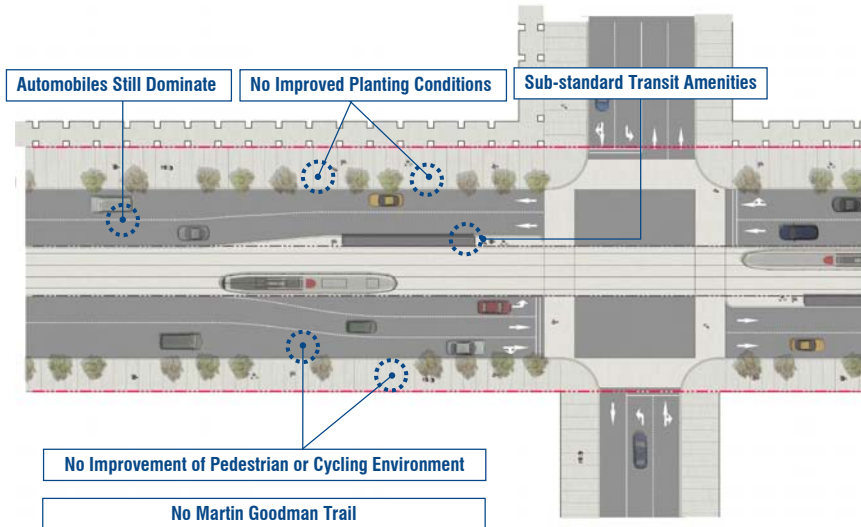 Automobiles Still Dominate
No Improved Planting Conditions
Sub-standard Transit Amenities
No Improvement of Pedestrian or Cycling Environment
No Martin Goodman Trail